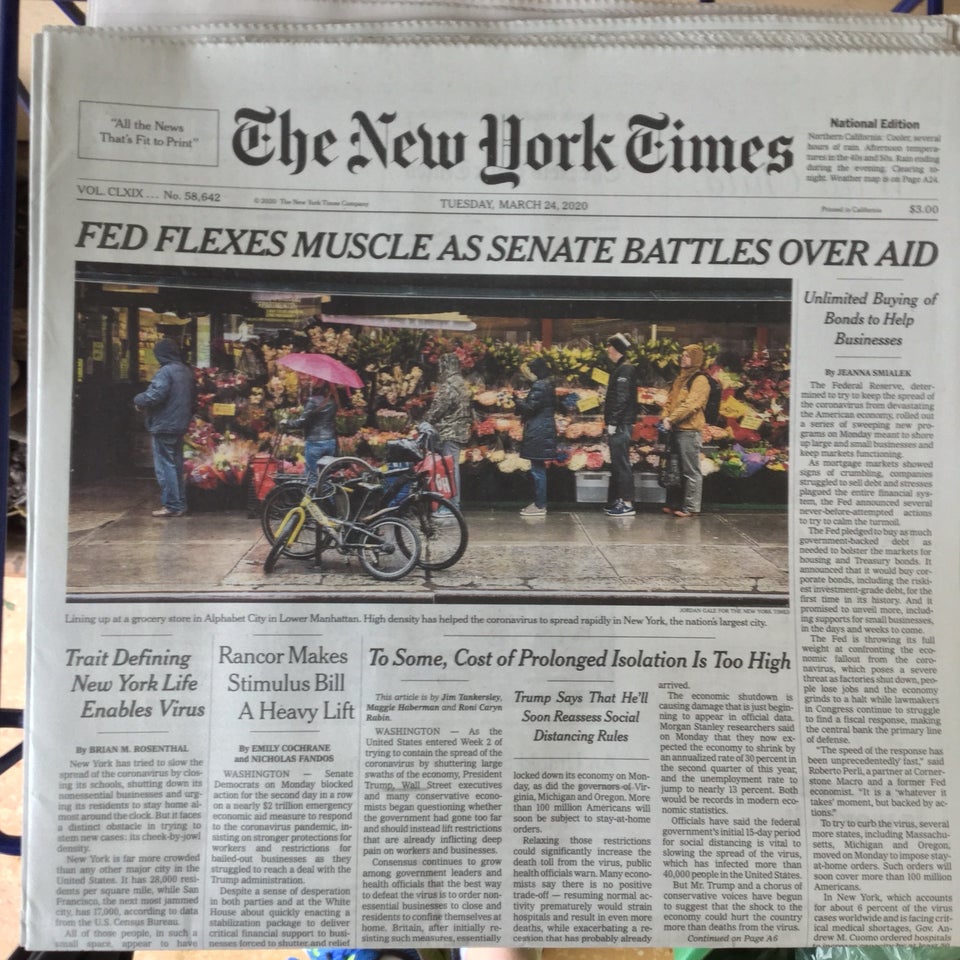 "All the News
That's Fit to Print"
The New York Times
National Edition
Northern California: Cooler, several
hours of rain. Afternoon tempera-
tures in the 40s and 50s. Rain ending
during the evening. Clearing to-
night. Weather map is on Page A24.
VOL. CLXIX ... No. 58,642
© 2020 The New York Times Company
TUESDAY, MARCH 24, 2020
Printed in California
$3.00
FED FLEXES MUSCLE AS SENATE BATTLES OVER AID
JORDAN GALE FOR THE NEW YORK TIMES
Lining up at a grocery store in Alphabet City in Lower Manhattan. High density has helped the coronavirus to spread rapidly in New York, the nation's largest city.
Trait Defining
New York Life
Enables Virus
By BRIAN M. ROSENTHAL
New York has tried to slow the
spread of the coronavirus by clos-
ing its schools, shutting down its
nonessential businesses and urg-
ing its residents to stay home al-
most around the clock. But it faces
a distinct obstacle in trying to
stem new cases: its cheek-by-jowl
density.
New York is far more crowded
than any other major city in the
United States. It has 28,000 resi-
dents per square mile, while San
Francisco, the next most jammed
city, has 17,000, according to data
from the U.S. Census Bureau.
All of those people, in such a
small space, appear to have
Rancor Makes
Stimulus Bill
A Heavy Lift
By EMILY COCHRANE
and NICHOLAS FANDOS
WASHINGTON — Senate
Democrats on Monday blocked
action for the second day in a row
on a nearly $2 trillion emergency
economic aid measure to respond
to the coronavirus pandemic, in-
sisting on stronger protections for
workers and restrictions for
bailed-out businesses as they
struggled to reach a deal with the
Trump administration.
Despite a sense of desperation
in both parties and at the White
House about quickly enacting a
stabilization package to deliver
critical financial support to busi-
nesses forced to shutter and relief
To Some, Cost of Prolonged Isolation Is Too High
This article is by Jim Tankersley,
Maggie Haberman and Roni Caryn
Rabin.
WASHINGTON — As the
United States entered Week 2 of
trying to contain the spread of the
coronavirus by shuttering large
swaths of the economy, President
Trump, Wall Street executives
and many conservative econo-
mists began questioning whether
the government had gone too far
and should instead lift restrictions
that are already inflicting deep
pain on workers and businesses.
Consensus continues to grow
among government leaders and
health officials that the best way
to defeat the virus is to order non-
essential businesses to close and
residents to confine themselves at
home. Britain, after initially re-
sisting such measures, essentially
Trump Says That He'll
Soon Reassess Social
Distancing Rules
locked down its economy on Mon-
day, as did the governors of Vir-
ginia, Michigan and Oregon. More
than 100 million Americans will
soon be subject to stay-at-home
orders.
Relaxing those restrictions
could significantly increase the
death toll from the virus, public
health officials warn. Many econo-
mists say there is no positive
trade-off — resuming normal ac-
tivity prematurely would strain
hospitals and result in even more
deaths, while exacerbating a re-
cession that has probably already
arrived.
The economic shutdown is
causing damage that is just begin-
ning to appear in official data.
Morgan Stanley researchers said
on Monday that they now ex-
pected the economy to shrink by
an annualized rate of 30 percent in
the second quarter of this year,
and the unemployment rate to
jump to nearly 13 percent. Both
would be records in modern eco-
nomic statistics.
Officials have said the federal
government's initial 15-day period
for social distancing is vital to
slowing the spread of the virus,
which has infected more than
40,000 people in the United States.
But Mr. Trump and a chorus of
conservative voices have begun
to suggest that the shock to the
economy could hurt the country
more than deaths from the virus.
Continued on Page A6
Unlimited Buying of
Bonds to Help
Businesses
By JEANNA SMIALEK
The Federal Reserve, deter-
mined to try to keep the spread of
the coronavirus from devastating
the American economy, rolled out
a series of sweeping new pro-
grams on Monday meant to shore
up large and small businesses and
keep markets functioning.
As mortgage markets showed
signs of crumbling, companies
struggled to sell debt and stresses
plagued the entire financial sys-
tem, the Fed announced several
never-before-attempted actions
to try to calm the turmoil.
The Fed pledged to buy as much
government-backed debt as
needed to bolster the markets for
housing and Treasury bonds. It
announced that it would buy cor-
porate bonds, including the riski-
est investment-grade debt, for the
first time in its history. And it
promised to unveil more, includ-
ing support for small businesses,
in the days and weeks to come.
The Fed is throwing its full
weight at confronting the eco-
nomic fallout from the coro-
navirus, which poses a severe
threat as factories shut down, peo-
ple lose jobs and the economy
grinds to a halt while lawmakers
in Congress continue to struggle
to find a fiscal response, making
the central bank the primary line
of defense.
"The speed of the response has
been unprecedentedly fast," said
Roberto Perli, a partner at Corner-
stone Macro and a former Fed
economist. "It is a 'whatever it
takes' moment, but backed by ac-
tions."
To try to curb the virus, several
more states, including Massachu-
setts, Michigan and Oregon,
moved on Monday to impose stay-
at-home orders. Such orders will
soon cover more than 100 million
Americans.
In New York, which accounts
for about 6 percent of the virus
cases worldwide and is facing crit-
ical medical shortages, Gov. An-
drew M. Cuomo ordered hospitals